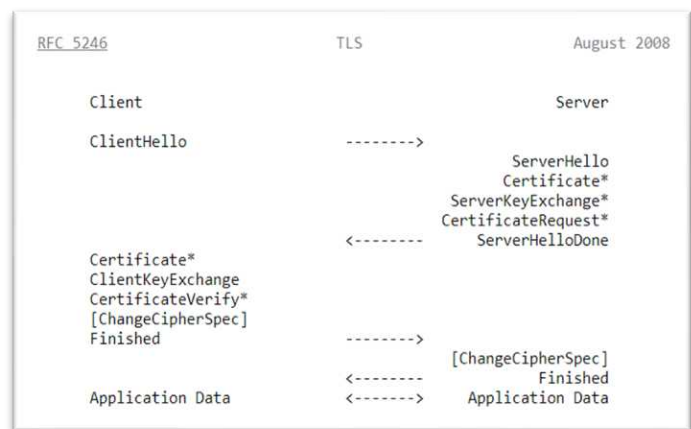 RFC 5246 TLS August 2008
Client Server
ClientHello -------->
ServerHello
Certificate*
ServerKeyExchange*
CertificateRequest*
<-------- ServerHelloDone
Certificate*
ClientKeyExchange
CertificateVerify*
[ChangeCipherSpec]
Finished -------->
[ChangeCipherSpec]
<-------- Finished
Application Data <-------> Application Data